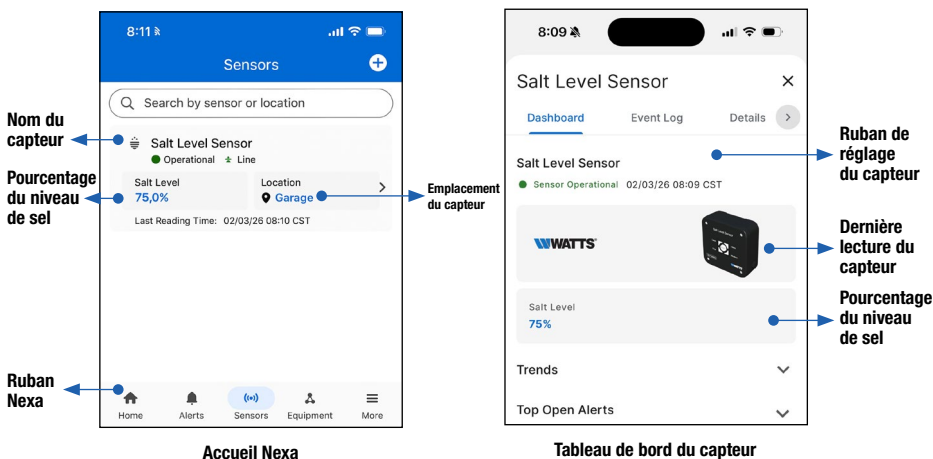 8:11
Sensors
Search by sensor or location
Nom du
capteur
Salt Level Sensor
Operational Line
Pourcentage
du niveau
de sel
Salt Level
75,0%
Location
Garage
Emplacement
du capteur
Last Reading Time: 02/03/26 08:10 CST
Ruban
Nexa
Home Alerts Sensors Equipment More
Accueil Nexa
8:09
Salt Level Sensor
Dashboard Event Log Details
Ruban de
réglage
du capteur
Salt Level Sensor
Sensor Operational 02/03/26 08:09 CST
WATTS
Dernière
lecture du
capteur
Salt Level
75%
Pourcentage
du niveau
de sel
Trends
Top Open Alerts
Tableau de bord du capteur